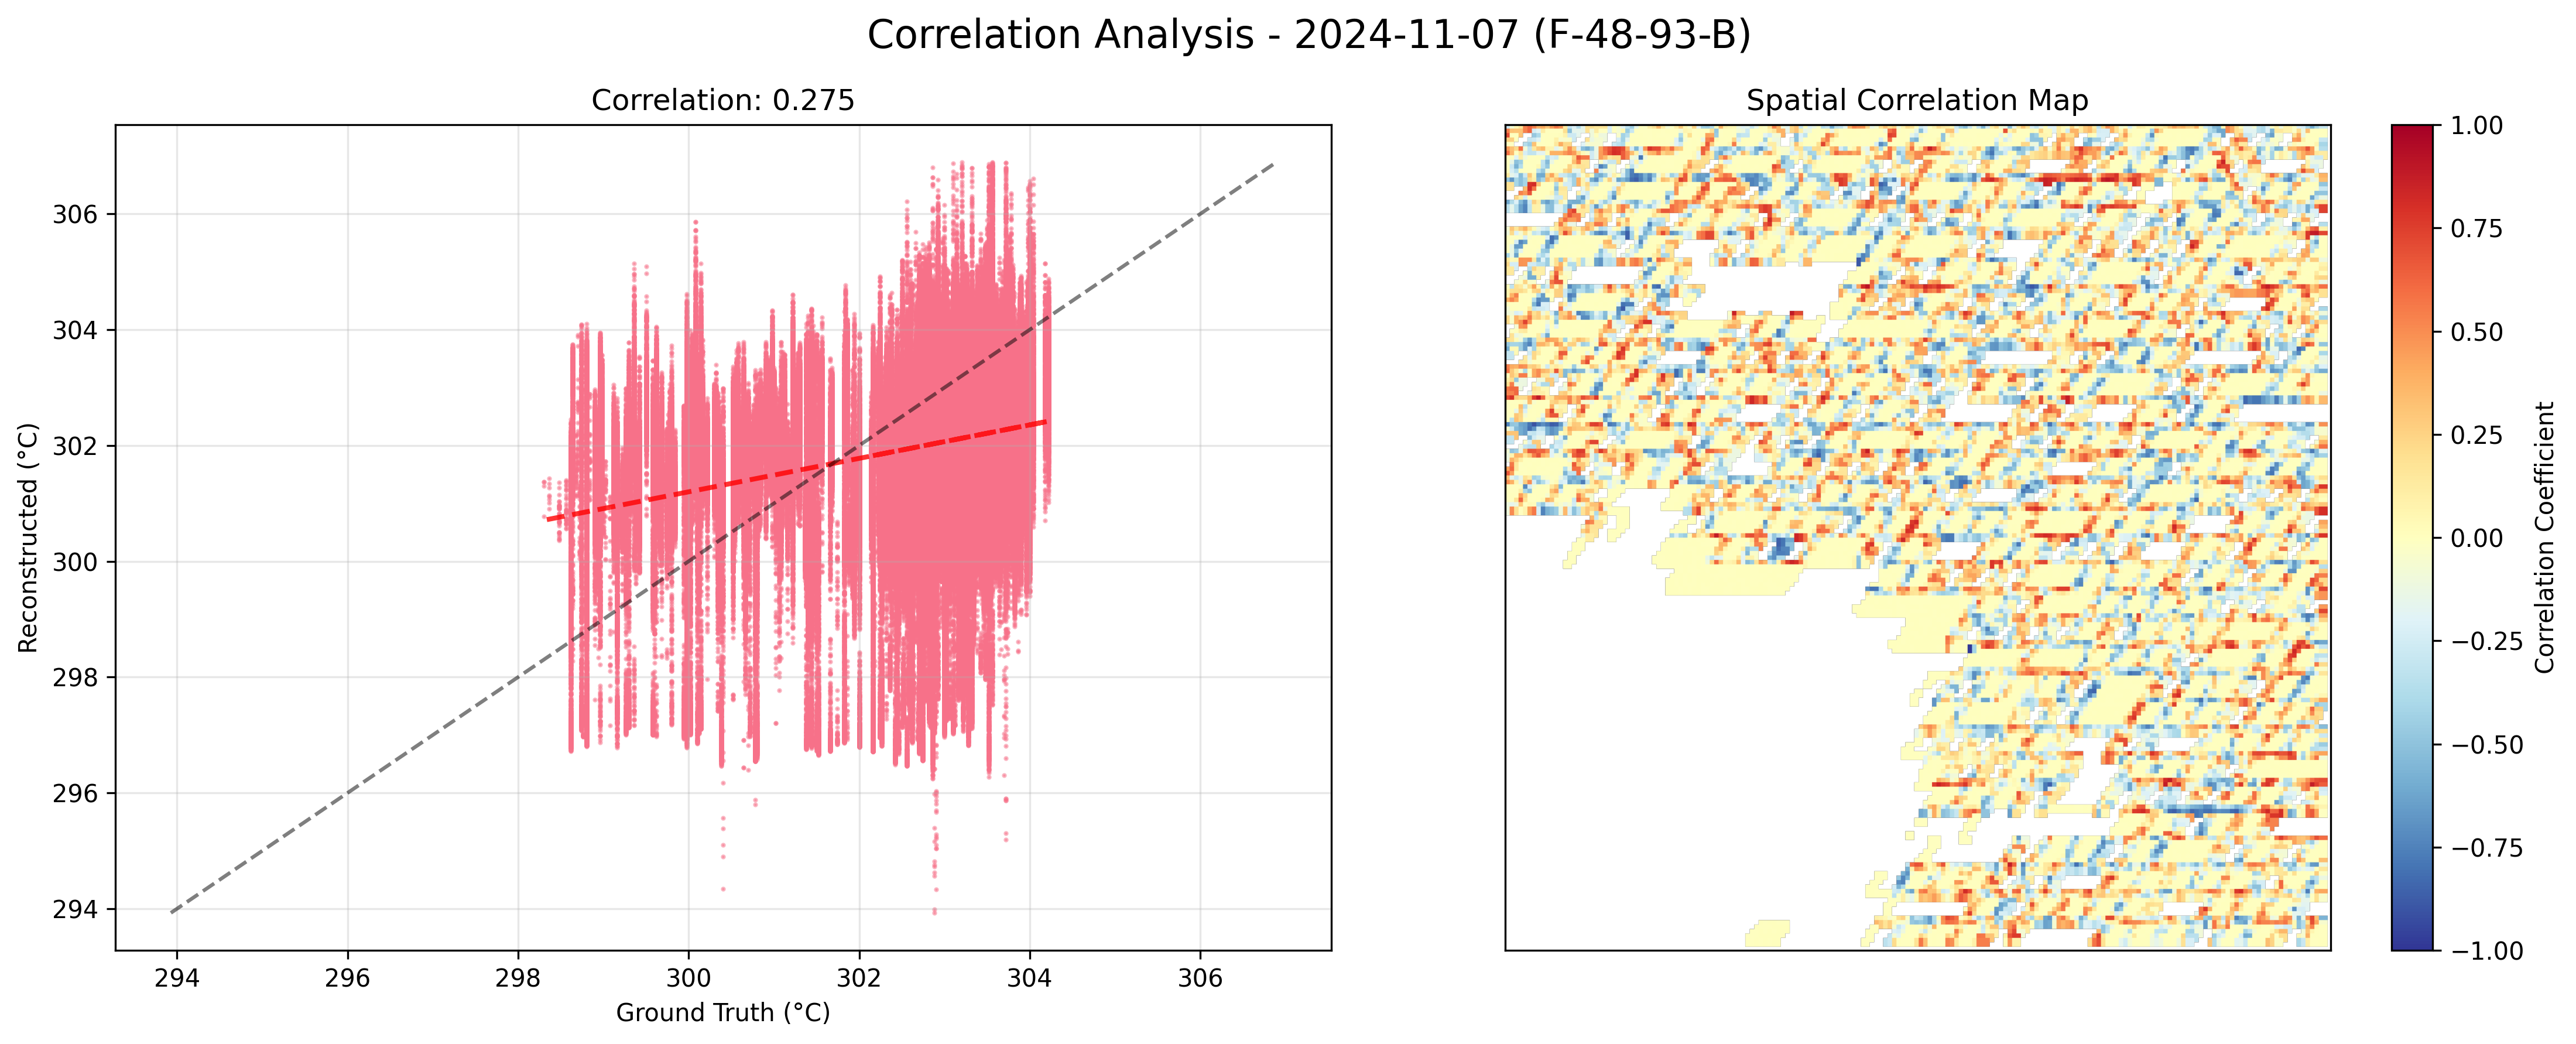 Correlation Analysis - 2024-11-07 (F-48-93-B)
Correlation: 0.275
306
304
302
300
298
296
294
Reconstructed (°C)
294 296 298 300 302 304 306
Ground Truth (°C)
Spatial Correlation Map
1.00
0.75
0.50
0.25
0.00
−0.25
−0.50
−0.75
−1.00
Correlation Coefficient